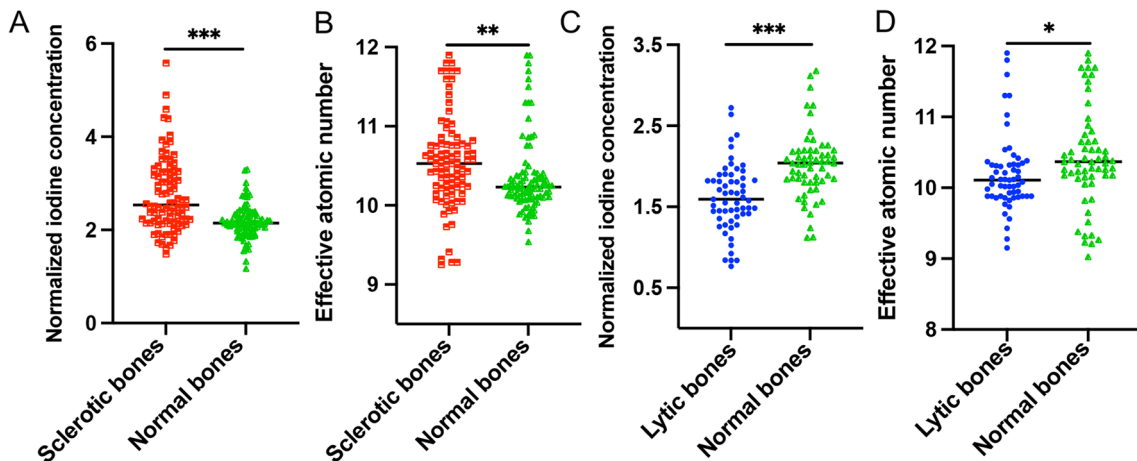 A
Normalized iodine concentration
6
4
2
0
***
Sclerotic bones
Normal bones
B
Effective atomic number
12
11
10
9
**
Sclerotic bones
Normal bones
C
Normalized iodine concentration
3.5
2.5
1.5
0.5
***
Lytic bones
Normal bones
D
Effective atomic number
12
11
10
9
8
*
Lytic bones
Normal bones